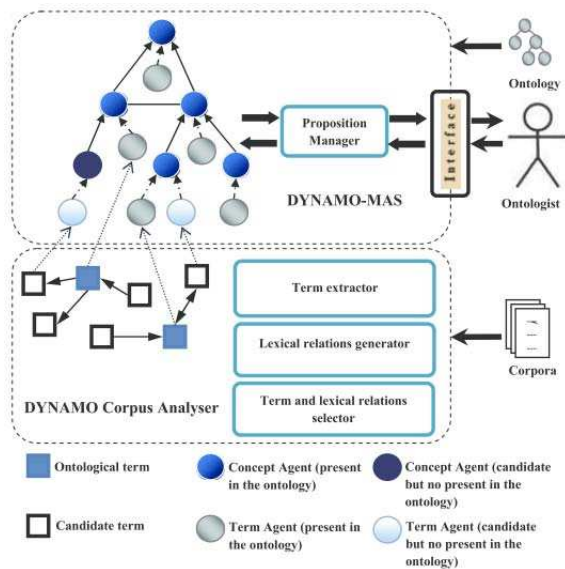 Ontology
Proposition
Manager
Interface
Ontologist
DYNAMO-MAS
Term extractor
Lexical relations generator
Corpora
Term and lexical relations
selector
DYNAMO Corpus Analyser
Ontological term
Concept Agent (present
in the ontology)
Concept Agent (candidate
but no present in the
ontology)
Candidate term
Term Agent (present in
the ontology)
Term Agent (candidate
but no present in the
ontology)